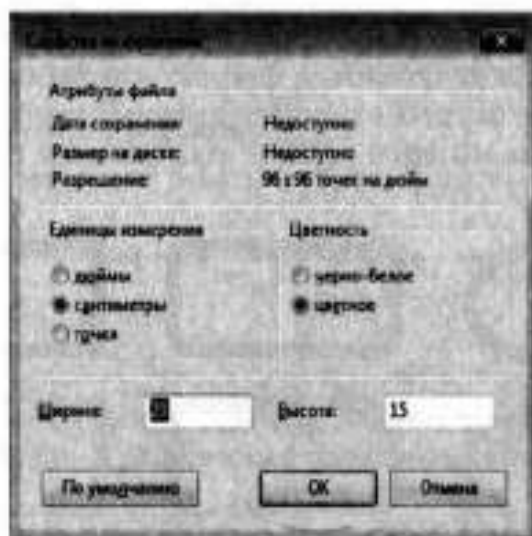 Свойства изображения
Атрибуты файла
Дата сохранения: Недоступно
Размер на диске: Недоступно
Разрешение: 96 x 96 точек на дюйм
Единицы измерения Цветность
дюймы черно-белое
сантиметры цветное
точки
Ширина: Высота: 15
По умолчанию ОК Отмена